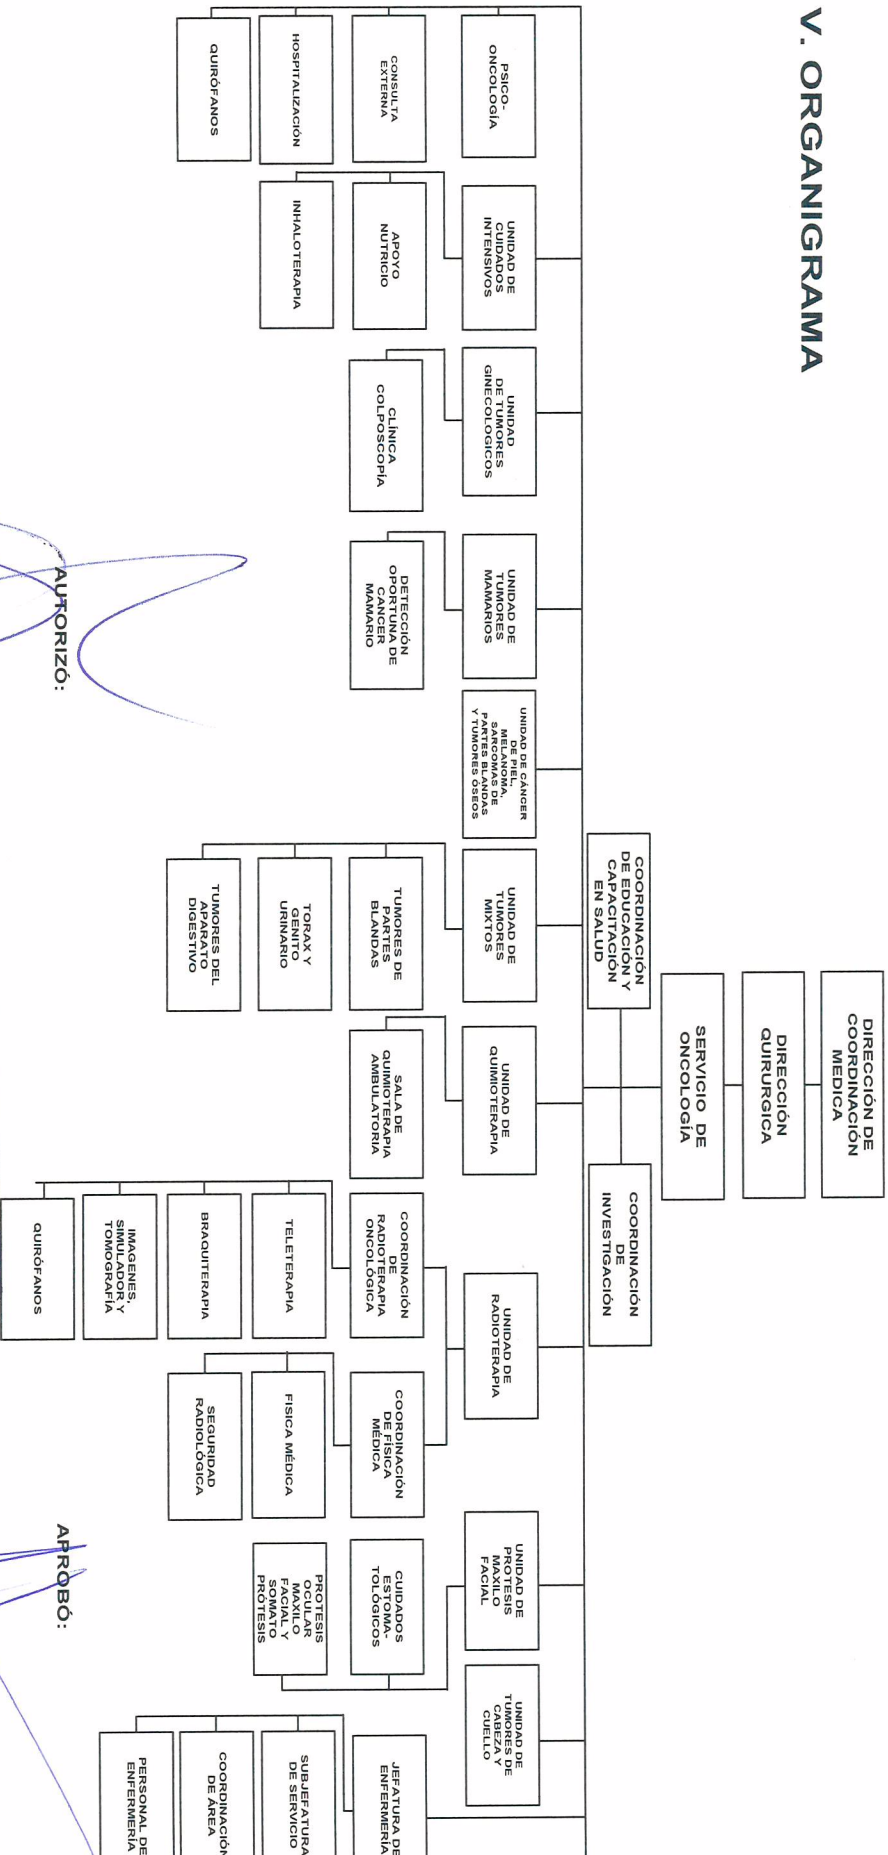 V. ORGANIGRAMA
DIRECCIÓN DE
COORDINACIÓN
MEDICA
DIRECCIÓN
QUIRURGICA
SERVICIO DE
ONCOLOGÍA
COORDINACIÓN
DE EDUCACIÓN Y
CAPACITACIÓN
EN SALUD
COORDINACIÓN
DE
INVESTIGACIÓN
PSICO-
ONCOLOGÍA
CONSULTA
EXTERNA
HOSPITALIZACIÓN
QUIRÓFANOS
UNIDAD DE
CUIDADOS
INTENSIVOS
APOYO
NUTRICIO
INHALOTERAPIA
UNIDAD
DE TUMORES
GINECOLOGICOS
CLÍNICA
COLPOSCOPÍA
UNIDAD DE
TUMORES
MAMARIOS
DETECCIÓN
OPORTUNA DE
CANCER
MAMARIO
UNIDAD DE CÁNCER
DE PIEL,
MELANOMA,
SARCOMAS DE
PARTES BLANDAS
Y TUMORES ÓSEOS
UNIDAD DE
TUMORES
MIXTOS
TUMORES DE
PARTES
BLANDAS
TORAX Y
GENITO
URINARIO
TUMORES DEL
APARATO
DIGESTIVO
UNIDAD DE
QUIMIOTERAPIA
SALA DE
QUIMIOTERAPIA
AMBULATORIA
UNIDAD DE
RADIOTERAPIA
COORDINACIÓN
DE
RADIOTERAPIA
ONCOLÓGICA
TELETERAPIA
BRAQUITERAPIA
IMAGENES,
SIMULADOR Y
TOMOGRAFÍA
QUIRÓFANOS
COORDINACIÓN
DE FÍSICA
MÉDICA
FISICA MÉDICA
SEGURIDAD
RADIOLÓGICA
UNIDAD DE
PROTESIS
MAXILO
FACIAL
CUIDADOS
ESTOMA-
TOLÓGICOS
PROTESIS
OCULAR
MAXILO
FACIAL Y
SOMATO
PRÓTESIS
UNIDAD DE
TUMORES DE
CABEZA Y
CUELLO
JEFATURA DE
ENFERMERÍA
SUBJEFATURA
DE SERVICIO
COORDINACIÓN
DE ÁREA
PERSONAL DE
ENFERMERÍA
AUTORIZÓ:
APROBÓ: